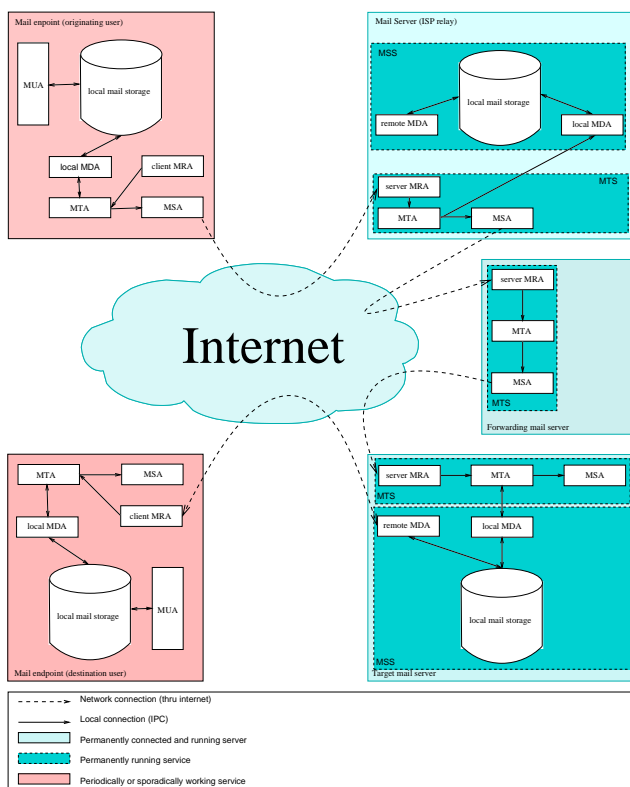 Mail enpoint (originating user)
MUA
local mail storage
local MDA
client MRA
MTA
MSA
Mail Server (ISP relay)
MSS
local mail storage
remote MDA
local MDA
MTS
server MRA
MTA
MSA
Internet
server MRA
MTA
MSA
MTS
Forwarding mail server
Mail endpoint (destination user)
MTA
MSA
client MRA
local MDA
local mail storage
MUA
server MRA
MTA
MSA
MTS
remote MDA
local MDA
local mail storage
MSS
Target mail server
Network connection (thru internet)
Local connection (IPC)
Permanently connected and running server
Permanently running service
Periodically or sporadically working service